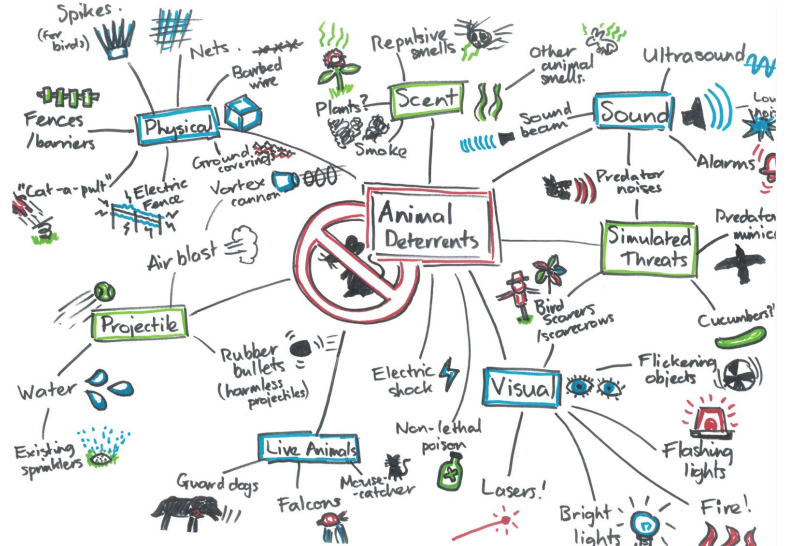 Spikes.
(for
birds)
Nets.
Barbed
wire
Fences
/barriers
Physical
Ground
covering
"Cat-a-pult"
Electric
Fence
Vortex
cannon
Air blast
Projectile
Water
Existing
sprinklers
Rubber
bullets
(harmless
projectiles)
Repulsive
smells
Other
animal
smells.
Plants?
Scent
Smoke
Ultrasound
Sound
beam
Sound
Alarms
Predator
noises
Animal
Deterrents
Simulated
Threats
Bird
Scarers
/scarecrows
Cucumbers?
Electric
shock
Visual
Flickering
objects
Flashing
lights
Non-lethal
poison
Lasers!
Bright
lights
Fire!
Live Animals
Guard dogs
Falcons
Mouse-
catcher